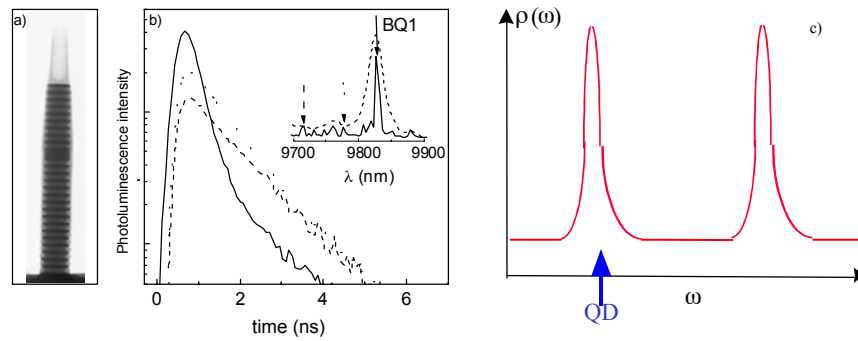 a)
b)
Photoluminescence intensity
BQ1
9700 9800 9900
λ (nm)
0 2 4 6
time (ns)
ρ(ω)
c)
ω
QD